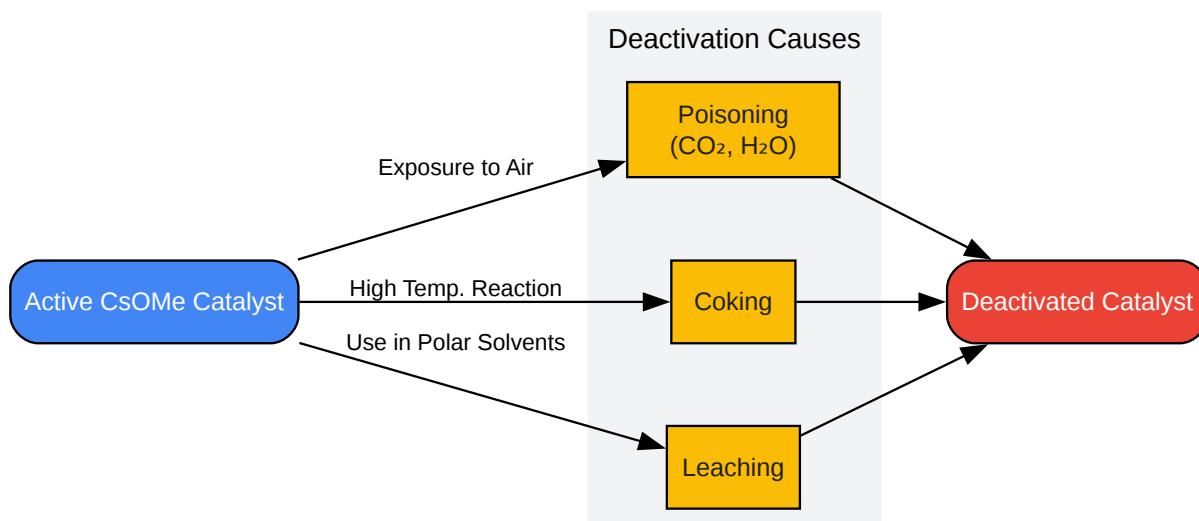 Deactivation Causes
Poisoning
(CO₂, H₂O)
Exposure to Air
Active CsOMe Catalyst
High Temp. Reaction
Coking
Deactivated Catalyst
Use in Polar Solvents
Leaching